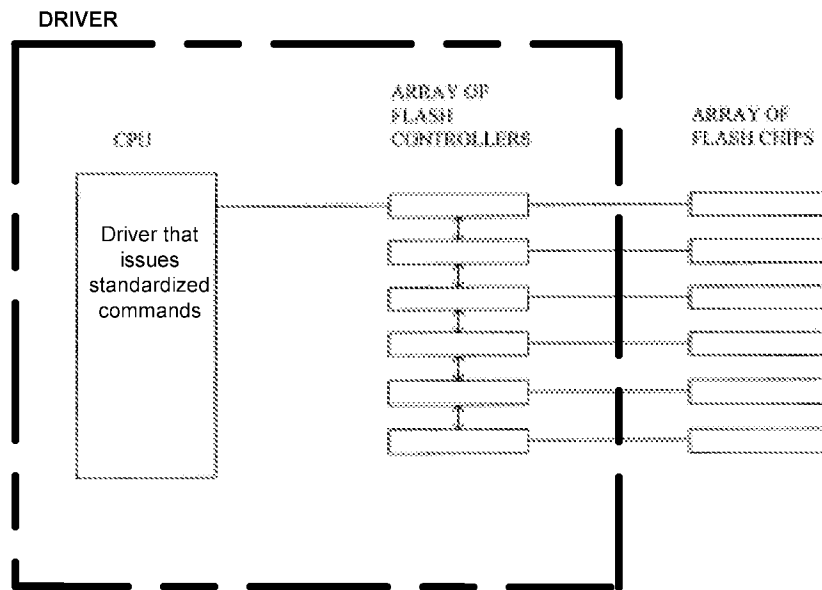 DRIVER
ARRAY OF
FLASH
CONTROLLERS
ARRAY OF
FLASH CHIPS
CPU
Driver that
issues
standardized
commands